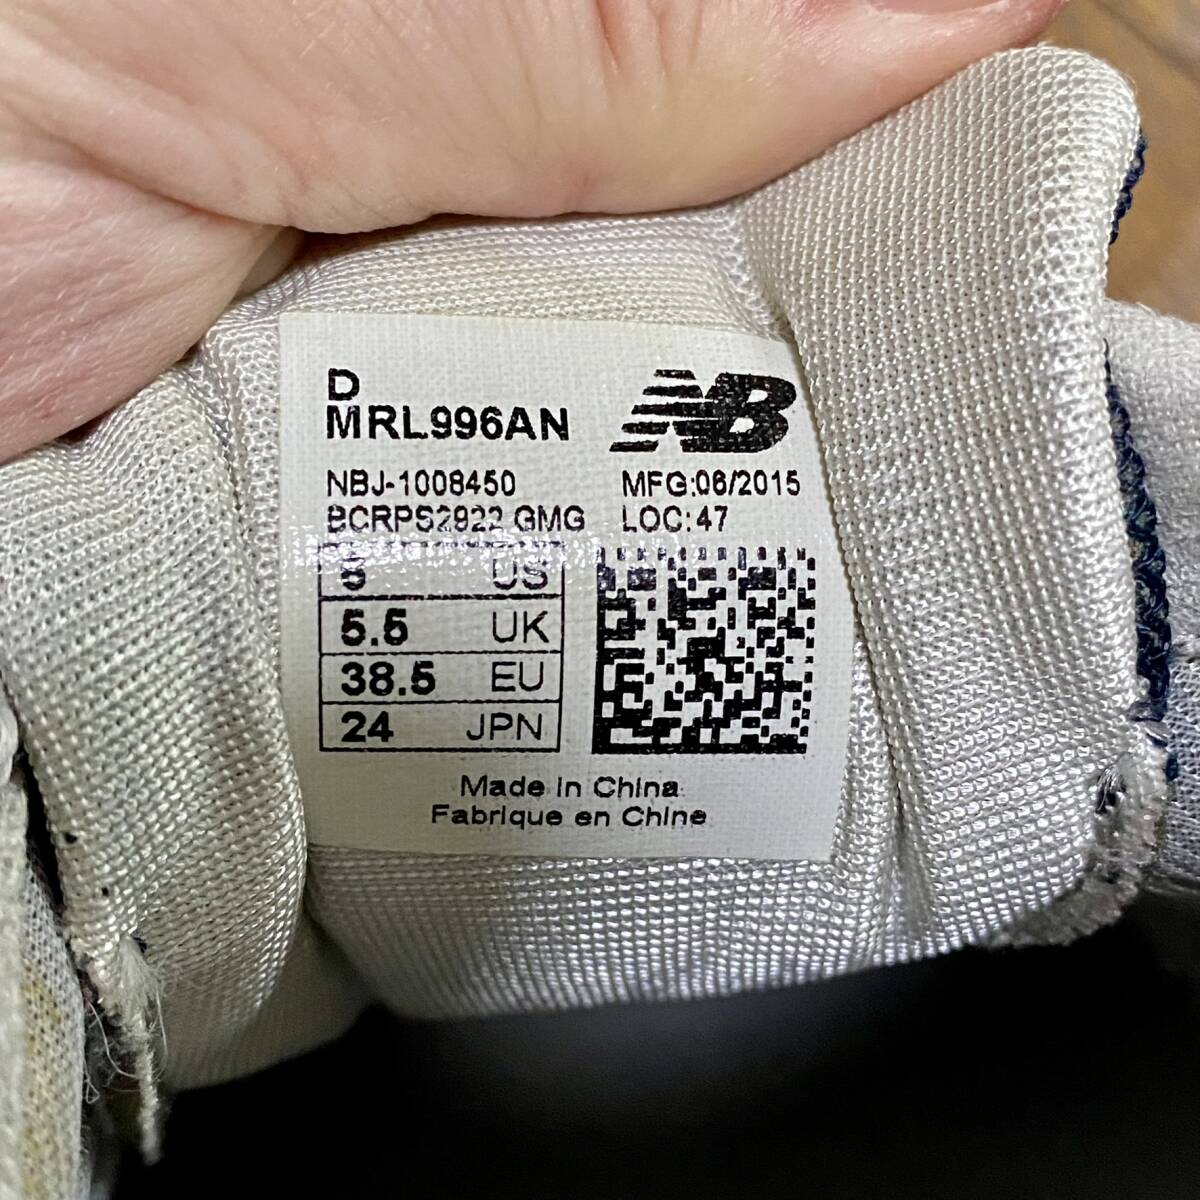 D
MRL996AN
NB
NBJ-1008450
MFG:06/2015
BCRPS2922 GMG
LOC:47
US
5.5 UK
38.5 EU
24 JPN
Made in China
Fabrique en Chine